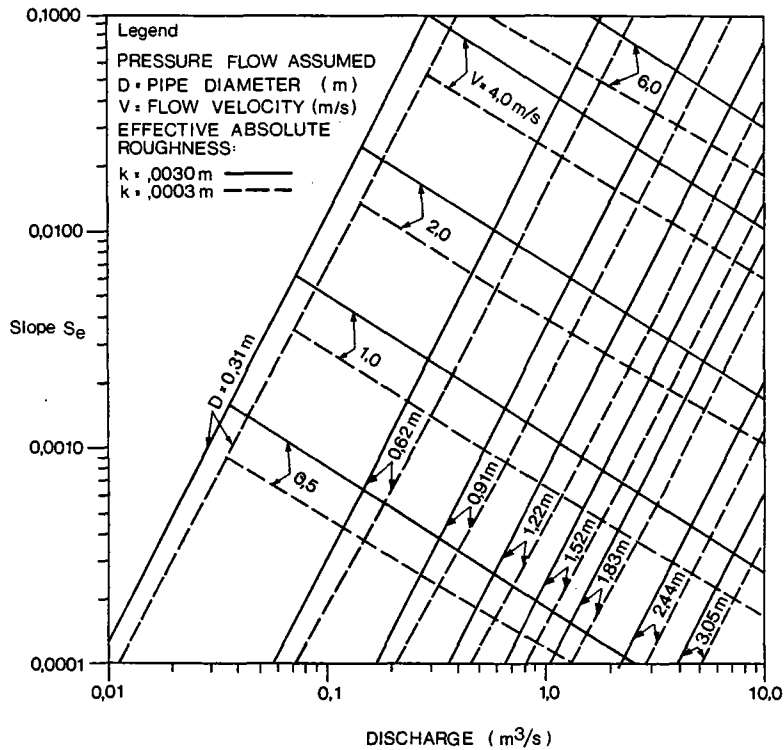 Legend
PRESSURE FLOW ASSUMED
D = PIPE DIAMETER (m)
V = FLOW VELOCITY (m/s)
EFFECTIVE ABSOLUTE
ROUGHNESS:
k = ,0030 m
k = ,0003 m
0,1000
0,0100
Slope Se
0,0010
0,0001
V = 4,0 m/s
6,0
2,0
1,0
0,5
D = 0,31 m
0,62 m
0,91 m
1,22 m
1,52 m
1,83 m
2,44 m
3,05 m
0,01
0,1
1,0
10,0
DISCHARGE (m³/s)